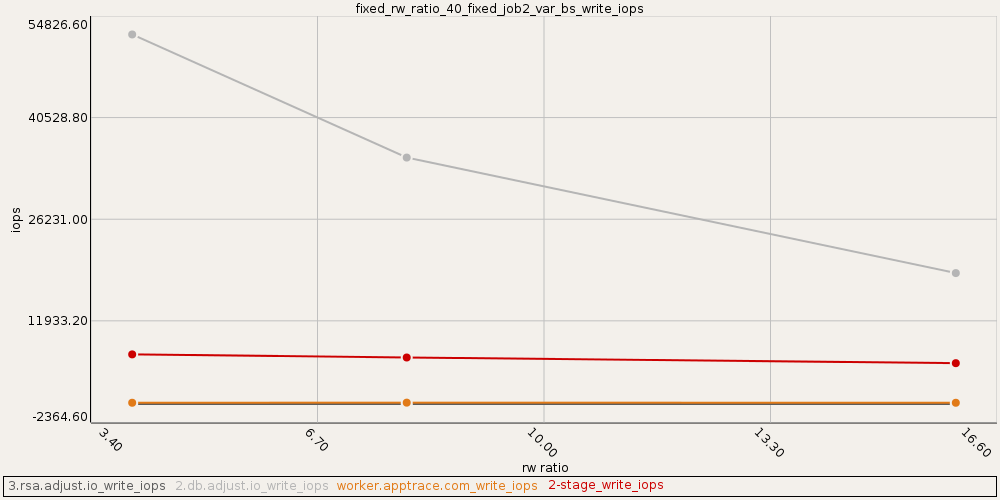 fixed_rw_ratio_40_fixed_job2_var_bs_write_iops
54826.60
40528.80
26231.00
11933.20
-2364.60
iops
3.40 6.70 10.00 13.30 16.60
rw ratio
3.rsa.adjust.io_write_iops 2.db.adjust.io_write_iops worker.apptrace.com_write_iops 2-stage_write_iops